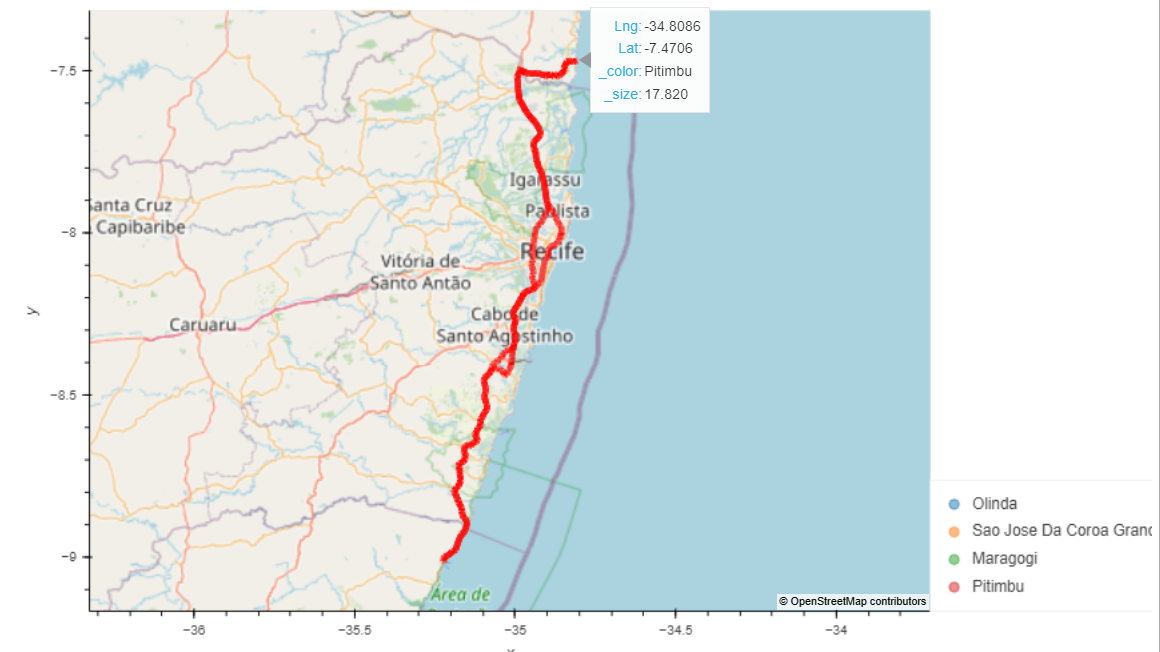 Lng: -34.8086
Lat: -7.4706
_color: Pitimbu
_size: 17.820
−7.5
−8
−8.5
−9
y
Igarassu
Paulista
Santa Cruz
Capibaribe
Recife
Vitória de
Santo Antão
Cabo de
Santo Agostinho
Caruaru
Área de
© OpenStreetMap contributors
−36
−35.5
−35
−34.5
−34
Olinda
Sao Jose Da Coroa Grand
Maragogi
Pitimbu